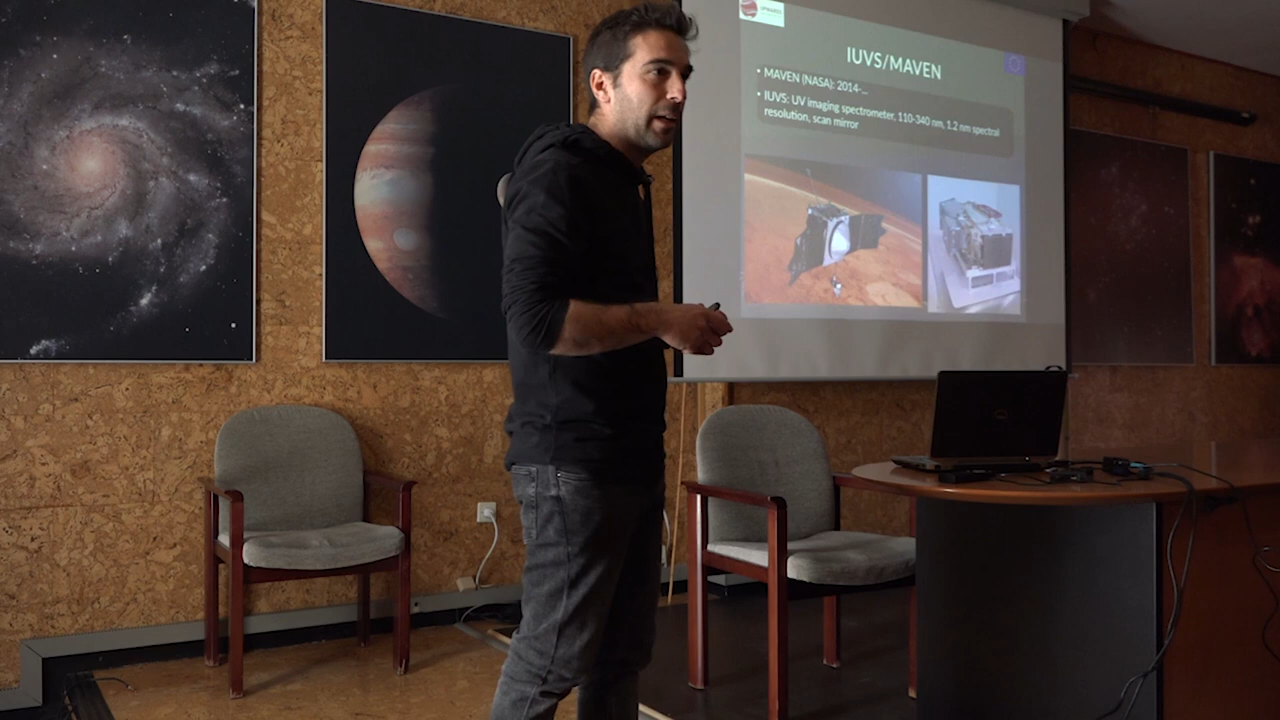 UPWARDS
IUVS/MAVEN
• MAVEN (NASA): 2014-...
• IUVS: UV imaging spectrometer, 110-340 nm, 1.2 nm spectral
resolution, scan mirror